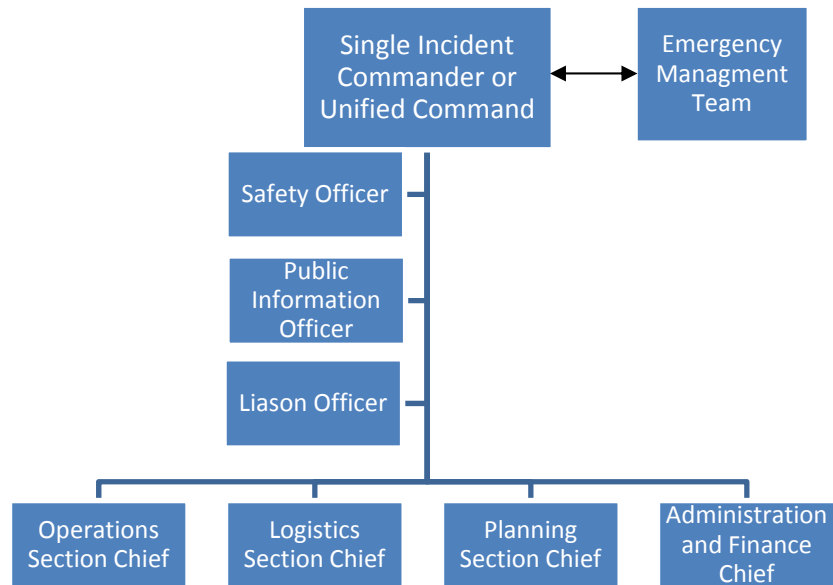 Single Incident
Commander or
Unified Command
Emergency
Managment
Team
Safety Officer
Public
Information
Officer
Liason Officer
Operations
Section Chief
Logistics
Section Chief
Planning
Section Chief
Administration
and Finance
Chief